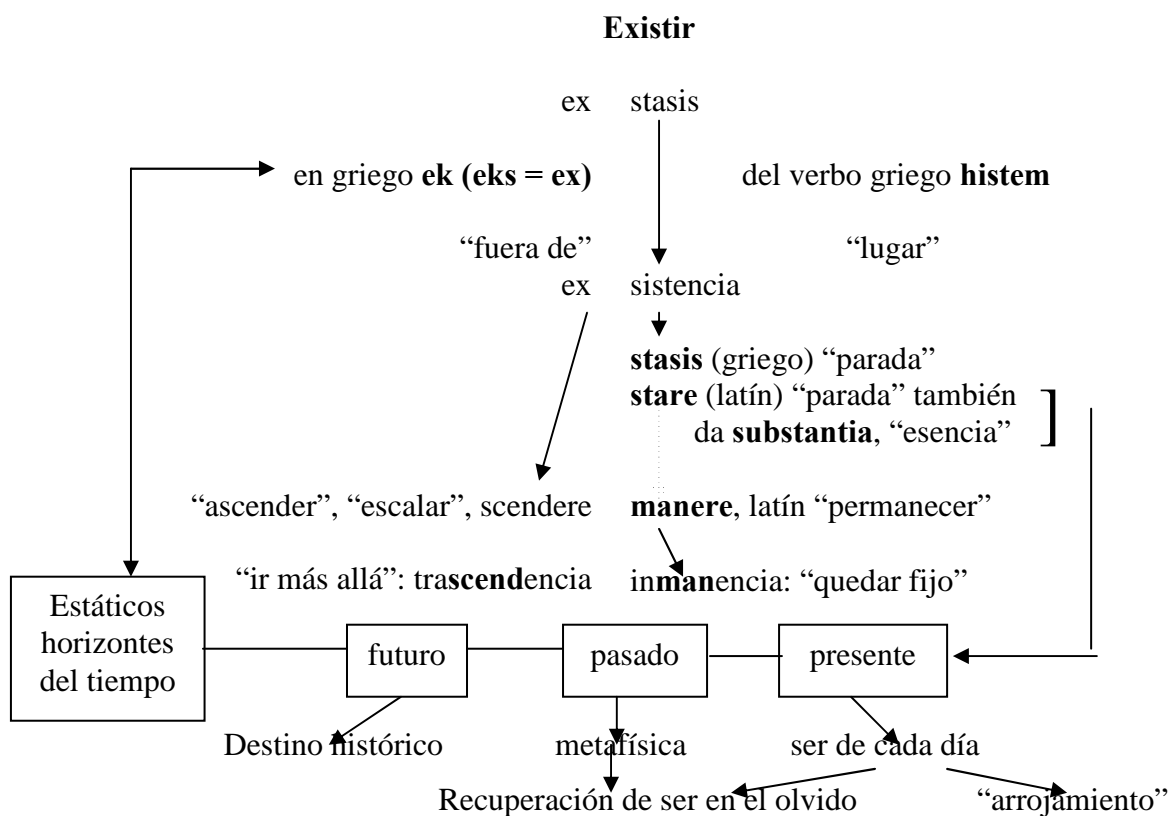 Existir
ex stasis
en griego ek (eks = ex) del verbo griego histem
“fuera de” “lugar”
ex sistencia
stasis (griego) “parada”
stare (latín) “parada” también
da substantia, “esencia”
“ascender”, “escalar”, scendere manere, latín “permanecer”
“ir más allá”: trascendencia inmanencia: “quedar fijo”
Estáticos
horizontes
del tiempo
futuro pasado presente
Destino histórico metafísica ser de cada día
Recuperación de ser en el olvido “arrojamiento”